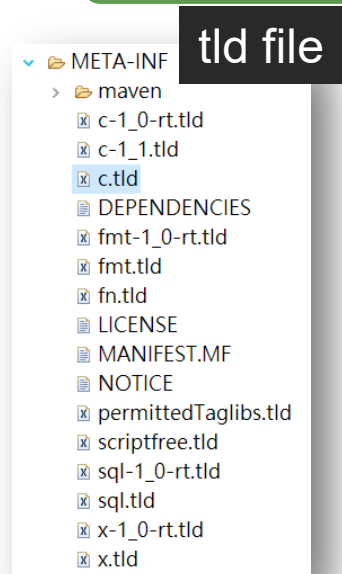 tld file
META-INF
maven
c-1_0-rt.tld
c-1_1.tld
c.tld
DEPENDENCIES
fmt-1_0-rt.tld
fmt.tld
fn.tld
LICENSE
MANIFEST.MF
NOTICE
permittedTaglibs.tld
scriptfree.tld
sql-1_0-rt.tld
sql.tld
x-1_0-rt.tld
x.tld